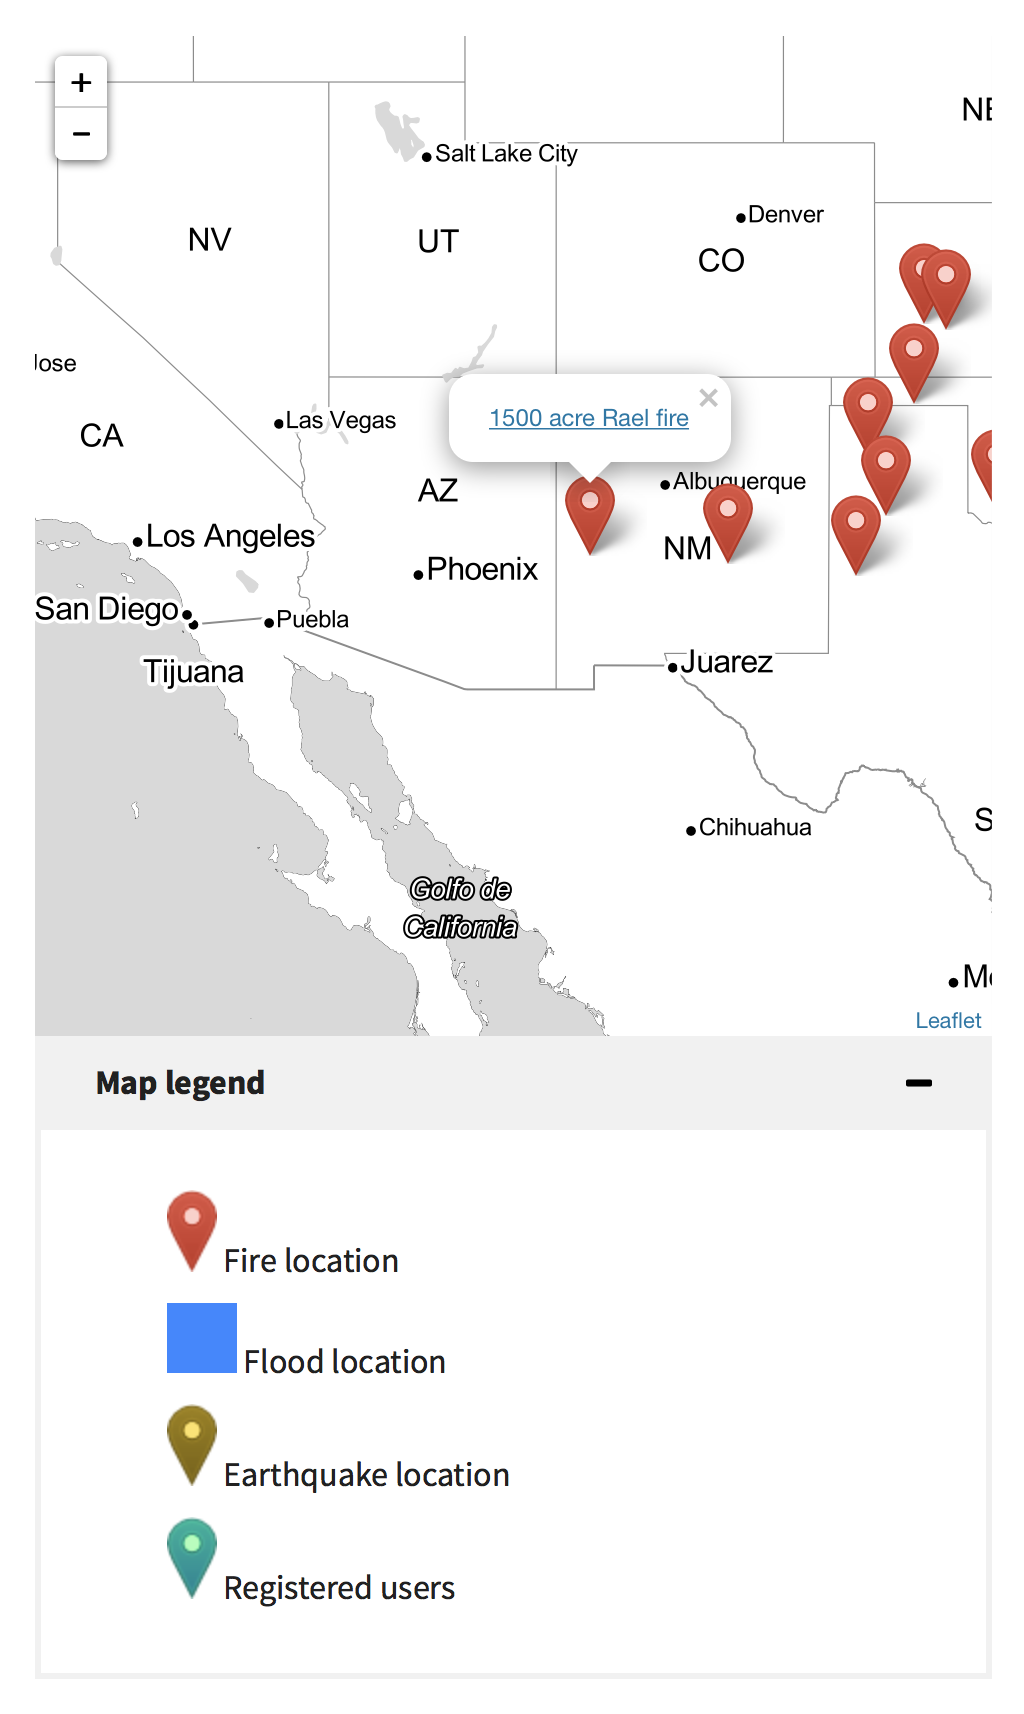 +
−
NE
Salt Lake City
Denver
NV
UT
CO
Jose
1500 acre Rael fire
×
Las Vegas
CA
AZ
Albuquerque
Los Angeles
NM
Phoenix
San Diego
Puebla
Tijuana
Juarez
Chihuahua
S
Golfo de
California
Mo
Leaflet
Map legend
Fire location
Flood location
Earthquake location
Registered users